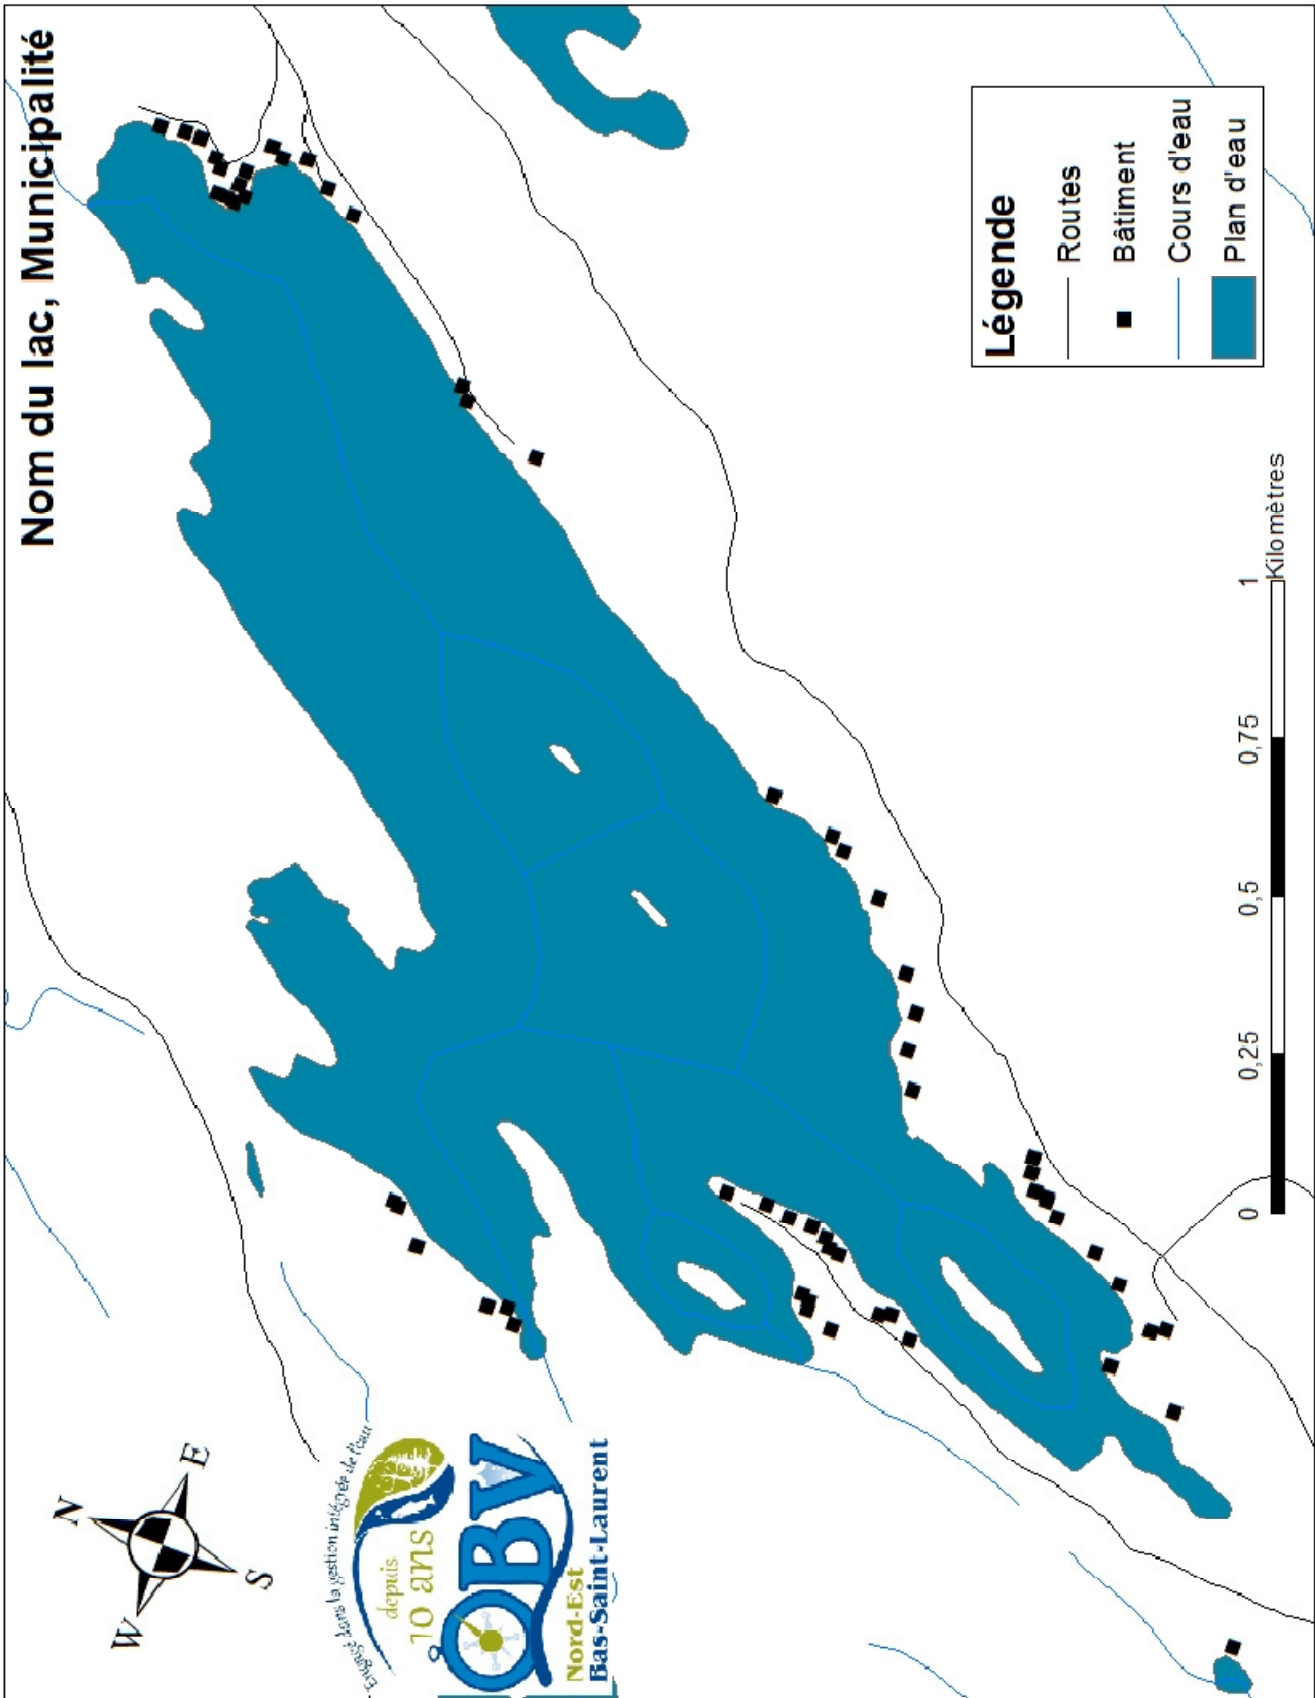 Nom du lac, Municipalité
N
E
S
W
Engagé dans la gestion intégrée de l'eau
depuis
10 ans
OBV
Nord-Est
Bas-Saint-Laurent
Légende
Routes
Bâtiment
Cours d'eau
Plan d'eau
0 0,25 0,5 0,75 1
Kilomètres